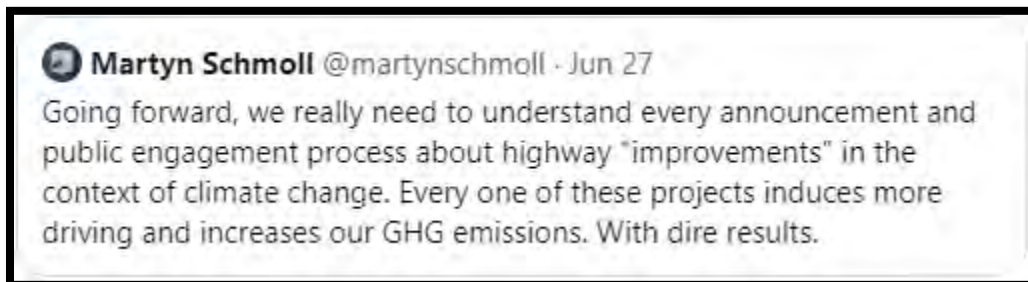 Martyn Schmoll @martynschmoll · Jun 27
Going forward, we really need to understand every announcement and
public engagement process about highway "improvements" in the
context of climate change. Every one of these projects induces more
driving and increases our GHG emissions. With dire results.